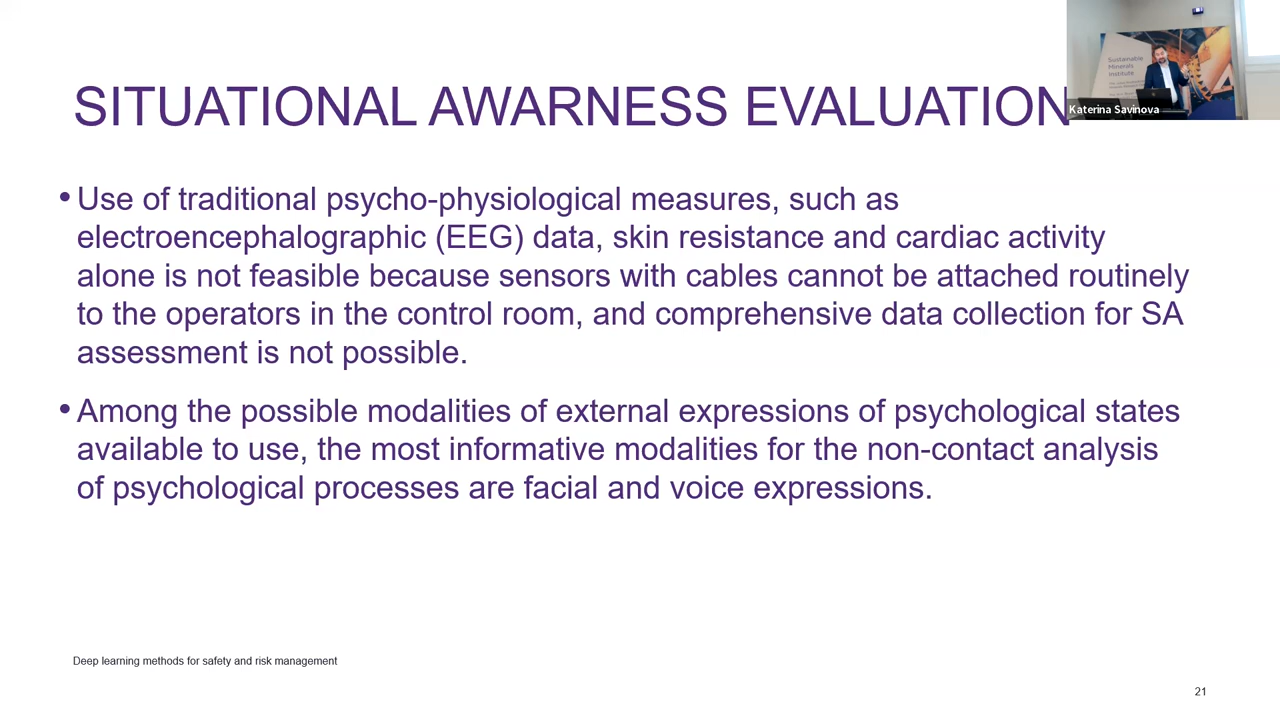 SITUATIONAL AWARNESS EVALUATION
Sustainable
Minerals
Institute
Katerina Savinova
• Use of traditional psycho-physiological measures, such as
electroencephalographic (EEG) data, skin resistance and cardiac activity
alone is not feasible because sensors with cables cannot be attached routinely
to the operators in the control room, and comprehensive data collection for SA
assessment is not possible.
• Among the possible modalities of external expressions of psychological states
available to use, the most informative modalities for the non-contact analysis
of psychological processes are facial and voice expressions.
Deep learning methods for safety and risk management
21